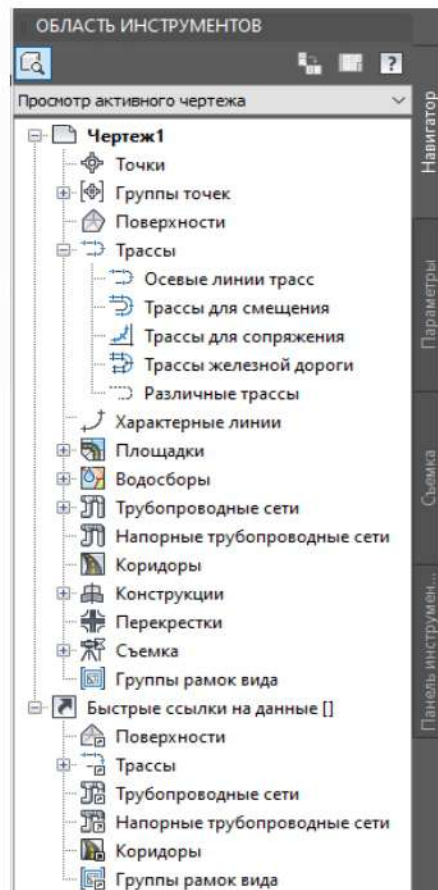 ОБЛАСТЬ ИНСТРУМЕНТОВ
?
Просмотр активного чертежа
Чертеж1
Точки
Группы точек
Поверхности
Трассы
Осевые линии трасс
Трассы для смещения
Трассы для сопряжения
Трассы железной дороги
Различные трассы
Характерные линии
Площадки
Водосборы
Трубопроводные сети
Напорные трубопроводные сети
Коридоры
Конструкции
Перекрестки
Съемка
Группы рамок вида
Быстрые ссылки на данные []
Поверхности
Трассы
Трубопроводные сети
Напорные трубопроводные сети
Коридоры
Группы рамок вида
Навигатор
Параметры
Съемка
Панель инструмен...